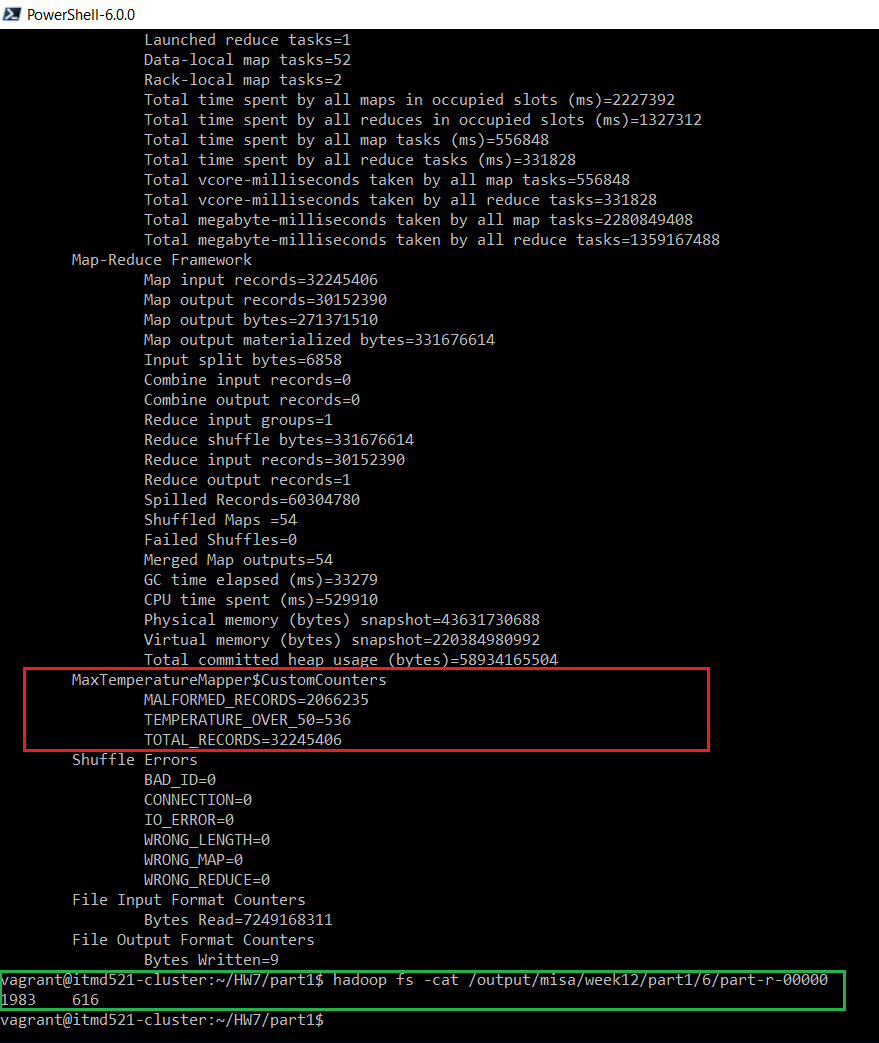 PowerShell-6.0.0
Launched reduce tasks=1
Data-local map tasks=52
Rack-local map tasks=2
Total time spent by all maps in occupied slots (ms)=2227392
Total time spent by all reduces in occupied slots (ms)=1327312
Total time spent by all map tasks (ms)=556848
Total time spent by all reduce tasks (ms)=331828
Total vcore-milliseconds taken by all map tasks=556848
Total vcore-milliseconds taken by all reduce tasks=331828
Total megabyte-milliseconds taken by all map tasks=2280849408
Total megabyte-milliseconds taken by all reduce tasks=1359167488
Map-Reduce Framework
Map input records=32245406
Map output records=30152390
Map output bytes=271371510
Map output materialized bytes=331676614
Input split bytes=6858
Combine input records=0
Combine output records=0
Reduce input groups=1
Reduce shuffle bytes=331676614
Reduce input records=30152390
Reduce output records=1
Spilled Records=60304780
Shuffled Maps =54
Failed Shuffles=0
Merged Map outputs=54
GC time elapsed (ms)=33279
CPU time spent (ms)=529910
Physical memory (bytes) snapshot=43631730688
Virtual memory (bytes) snapshot=220384980992
Total committed heap usage (bytes)=58934165504
MaxTemperatureMapper$CustomCounters
MALFORMED_RECORDS=2066235
TEMPERATURE_OVER_50=536
TOTAL_RECORDS=32245406
Shuffle Errors
BAD_ID=0
CONNECTION=0
IO_ERROR=0
WRONG_LENGTH=0
WRONG_MAP=0
WRONG_REDUCE=0
File Input Format Counters
Bytes Read=7249168311
File Output Format Counters
Bytes Written=9
vagrant@itmd521-cluster:~/HW7/part1$ hadoop fs -cat /output/misa/week12/part1/6/part-r-00000
1983    616
vagrant@itmd521-cluster:~/HW7/part1$